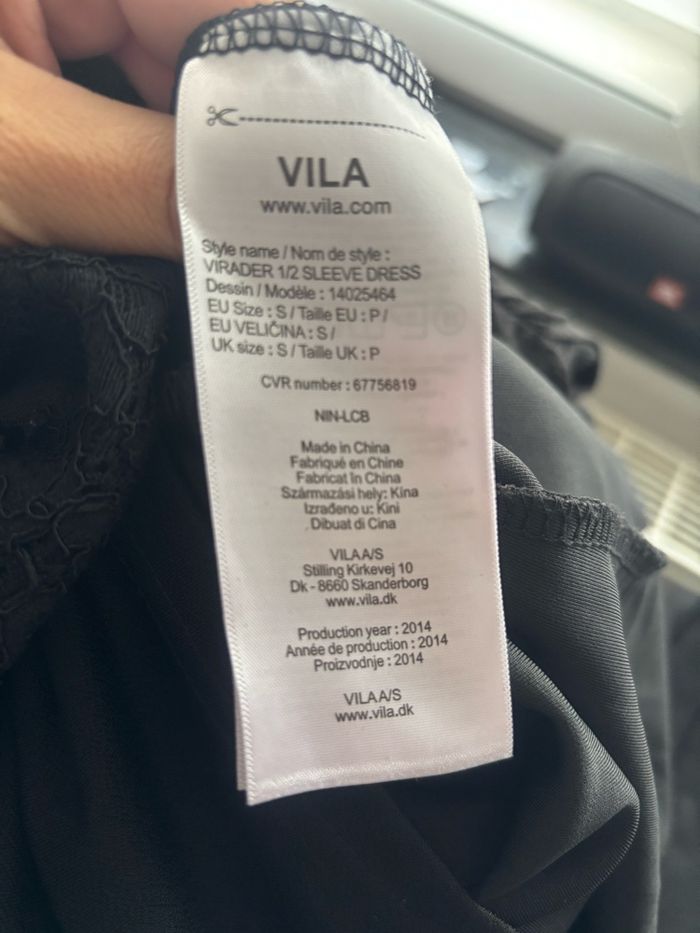 VILA
www.vila.com
Style name / Nom de style :
VIRADER 1/2 SLEEVE DRESS
Dessin / Modèle : 14025464
EU Size : S / Taille EU : P /
EU VELIČINA : S /
UK size : S / Taille UK : P
CVR number : 67756819
NIN-LCB
Made in China
Fabriqué en Chine
Fabricat în China
Származási hely: Kína
Izrađeno u: Kini
Dibuat di Cina
VILA A/S
Stilling Kirkevej 10
Dk - 8660 Skanderborg
www.vila.dk
Production year : 2014
Année de production : 2014
Proizvodnje : 2014
VILA A/S
www.vila.dk
JBL